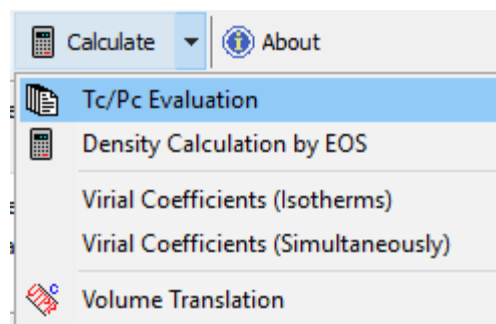 Calculate About
Tc/Pc Evaluation
Density Calculation by EOS
Virial Coefficients (Isotherms)
Virial Coefficients (Simultaneously)
Volume Translation